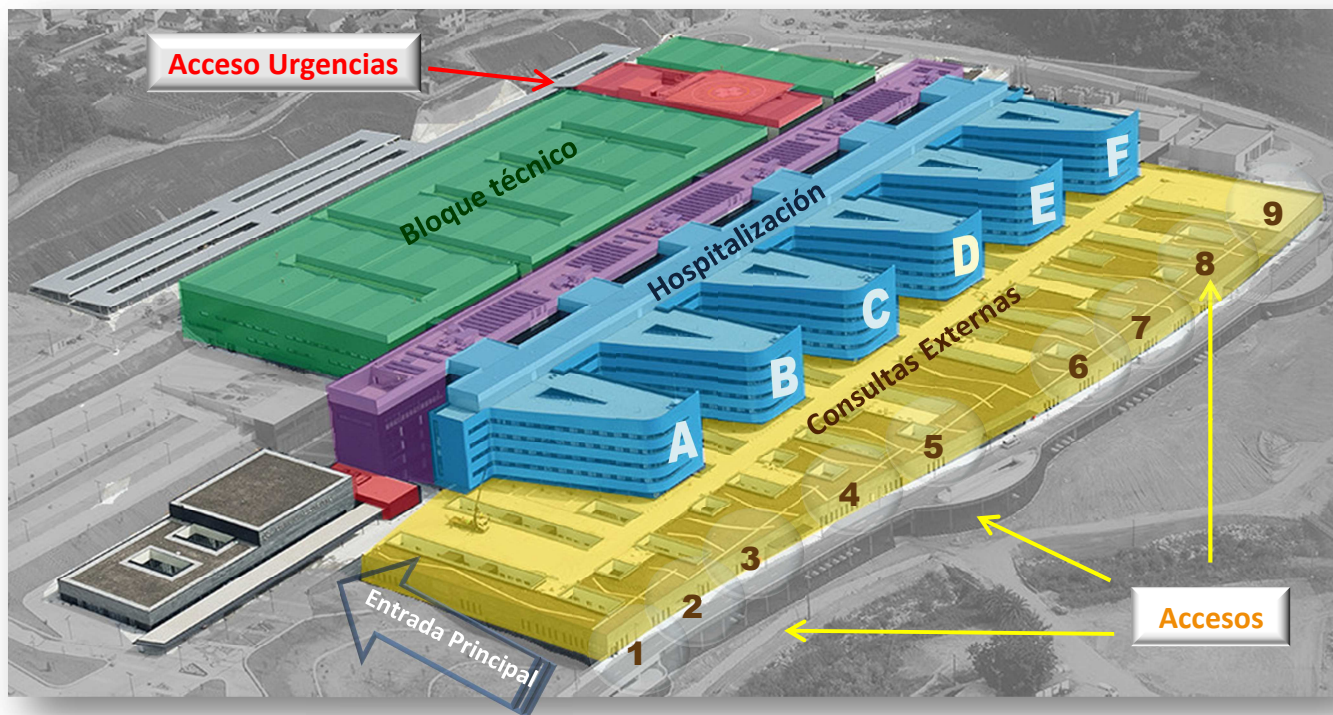 Acceso Urgencias
Bloque técnico
Hospitalización
Consultas Externas
A
B
C
D
E
F
1
2
3
4
5
6
7
8
9
Entrada Principal
Accesos